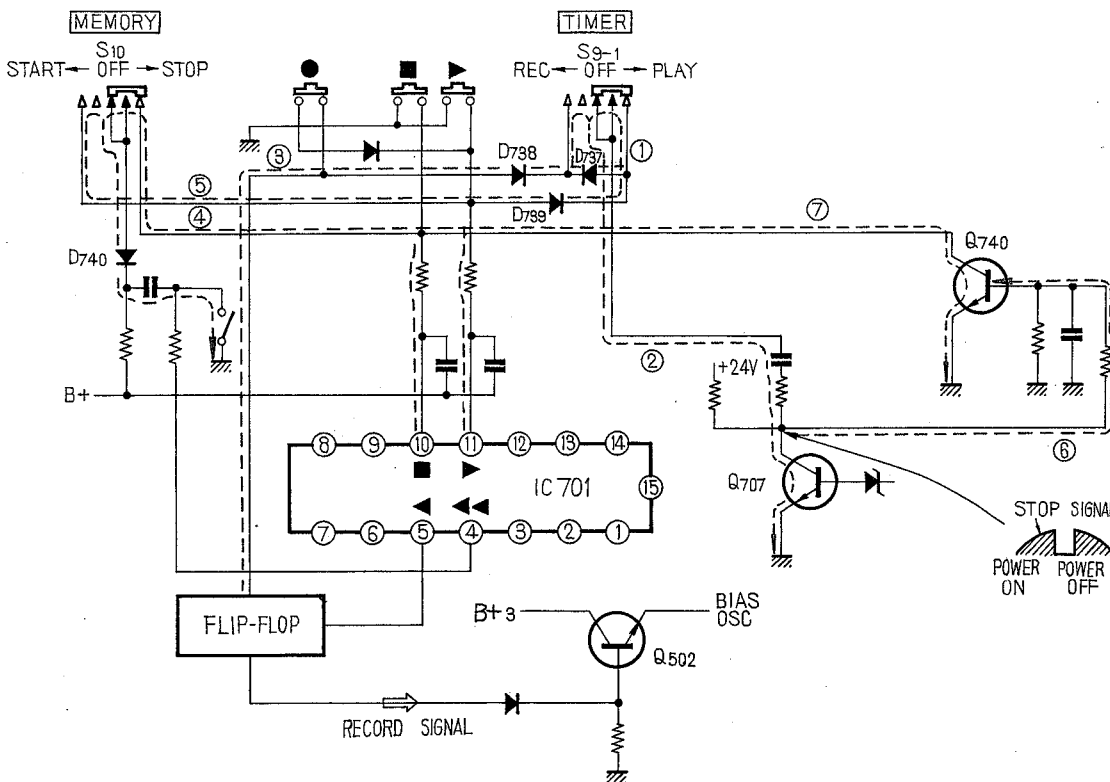 MEMORY
S10
START ← OFF → STOP
● ■ ▶
TIMER
S9-1
REC ← OFF → PLAY
③
D738
D737
①
⑤
④
D739
⑦
D740
Q740
②
+24V
B+
⑧ ⑨ ⑩ ⑪ ⑫ ⑬ ⑭
■ ▶
IC 701
⑮
◀ ◀◀
⑦ ⑥ ⑤ ④ ③ ② ①
⑥
Q707
STOP SIGNAL
POWER ON
POWER OFF
FLIP-FLOP
B+3
BIAS
OSC
Q502
RECORD SIGNAL